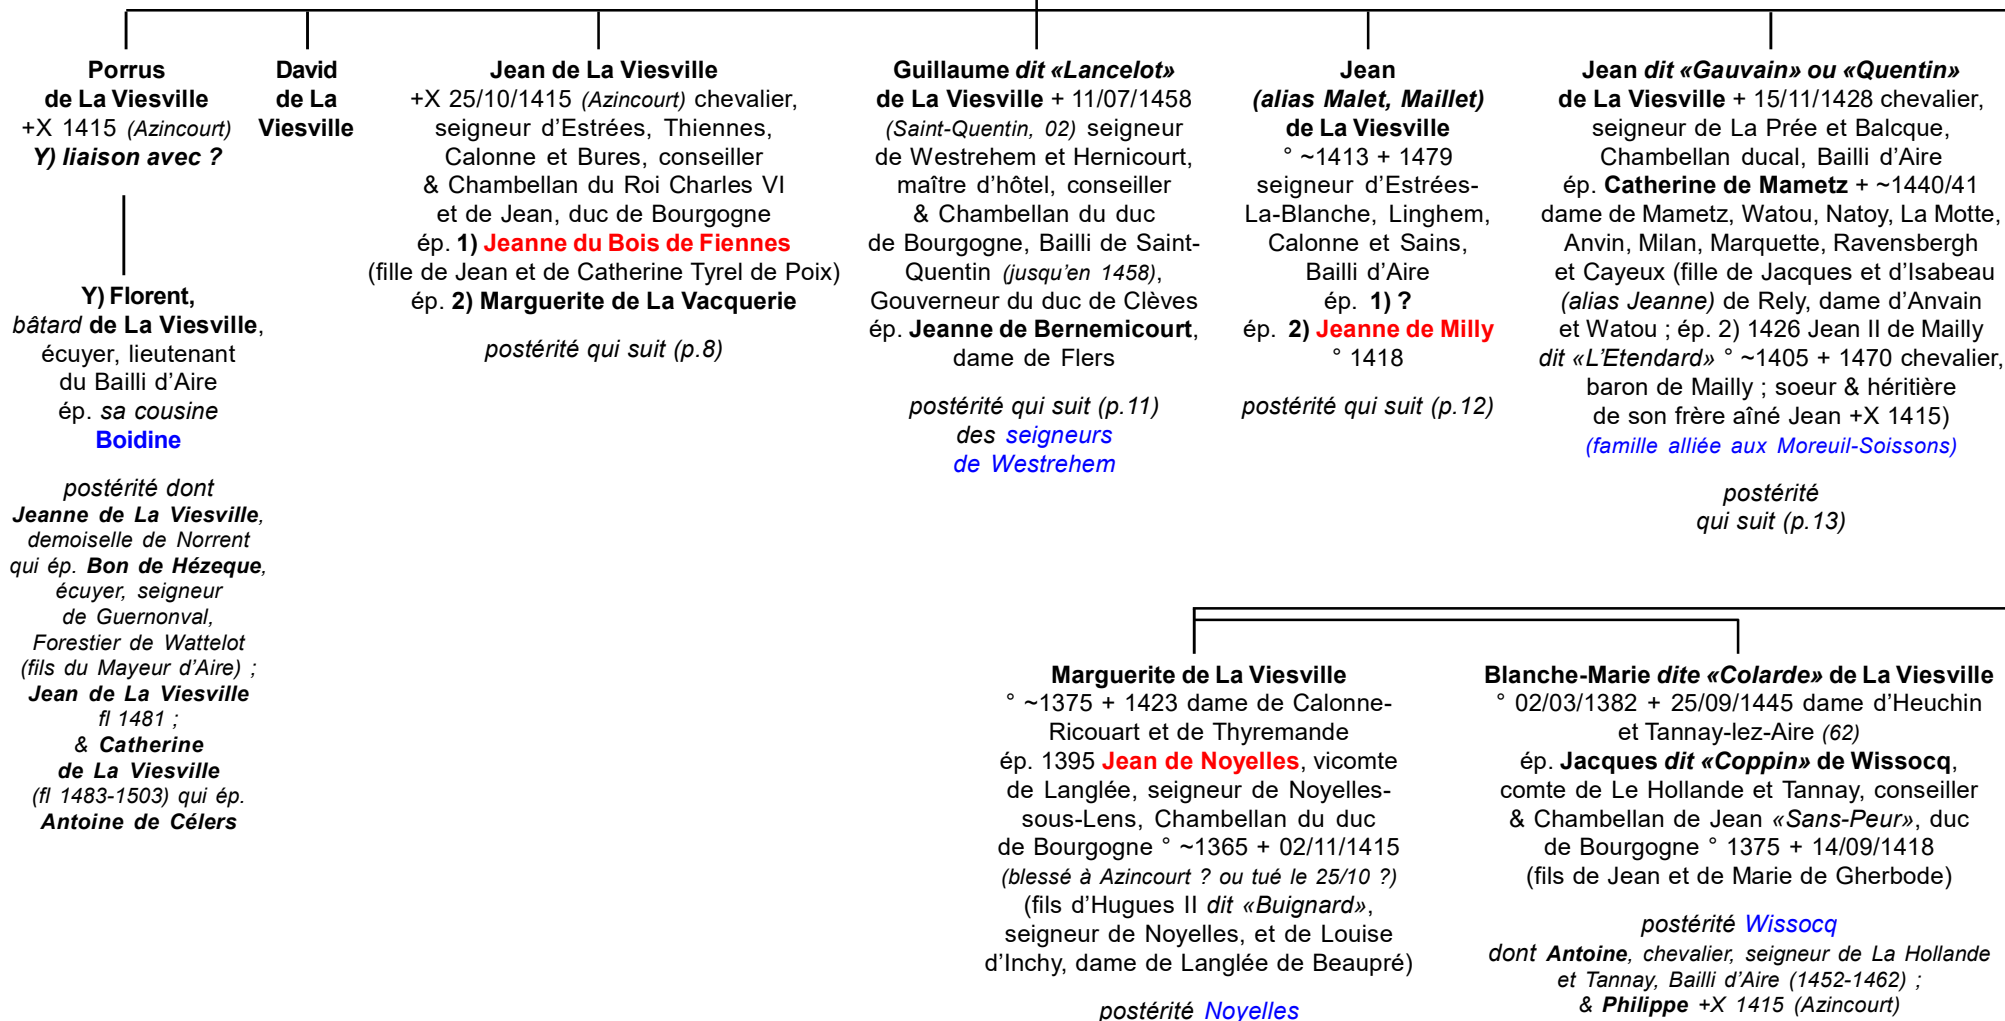 Porrus
de La Viesville
+X 1415 (Azincourt)
Y) liaison avec ?
Y) Florent,
bâtard de La Viesville,
écuyer, lieutenant
du Bailli d’Aire
ép. sa cousine
Boidine
postérité dont
Jeanne de La Viesville,
demoiselle de Norrent
qui ép. Bon de Hézeque,
écuyer, seigneur
de Guernonval,
Forestier de Wattelot
(fils du Mayeur d’Aire) ;
Jean de La Viesville
fl 1481 ;
& Catherine
de La Viesville
(fl 1483-1503) qui ép.
Antoine de Célers
David
de La
Viesville
Jean de La Viesville
+X 25/10/1415 (Azincourt) chevalier,
seigneur d’Estrées, Thiennes,
Calonne et Bures, conseiller
& Chambellan du Roi Charles VI
et de Jean, duc de Bourgogne
ép. 1) Jeanne du Bois de Fiennes
(fille de Jean et de Catherine Tyrel de Poix)
ép. 2) Marguerite de La Vacquerie
postérité qui suit (p.8)
Guillaume dit «Lancelot»
de La Viesville + 11/07/1458
(Saint-Quentin, 02) seigneur
de Westrehem et Hernicourt,
maître d’hôtel, conseiller
& Chambellan du duc
de Bourgogne, Bailli de Saint-
Quentin (jusqu’en 1458),
Gouverneur du duc de Clèves
ép. Jeanne de Bernemicourt,
dame de Flers
postérité qui suit (p.11)
des seigneurs
de Westrehem
Jean
(alias Malet, Maillet)
de La Viesville
° ~1413 + 1479
seigneur d’Estrées-
La-Blanche, Linghem,
Calonne et Sains,
Bailli d’Aire
ép. 1) ?
ép. 2) Jeanne de Milly
° 1418
postérité qui suit (p.12)
Jean dit «Gauvain» ou «Quentin»
de La Viesville + 15/11/1428 chevalier,
seigneur de La Prée et Balcque,
Chambellan ducal, Bailli d’Aire
ép. Catherine de Mametz + ~1440/41
dame de Mametz, Watou, Natoy, La Motte,
Anvin, Milan, Marquette, Ravensbergh
et Cayeux (fille de Jacques et d’Isabeau
(alias Jeanne) de Rely, dame d’Anvain
et Watou ; ép. 2) 1426 Jean II de Mailly
dit «L’Etendard» ° ~1405 + 1470 chevalier,
baron de Mailly ; soeur & héritière
de son frère aîné Jean +X 1415)
(famille alliée aux Moreuil-Soissons)
postérité
qui suit (p.13)
Marguerite de La Viesville
° ~1375 + 1423 dame de Calonne-
Ricouart et de Thyremande
ép. 1395 Jean de Noyelles, vicomte
de Langlée, seigneur de Noyelles-
sous-Lens, Chambellan du duc
de Bourgogne ° ~1365 + 02/11/1415
(blessé à Azincourt ? ou tué le 25/10 ?)
(fils d’Hugues II dit «Buignard»,
seigneur de Noyelles, et de Louise
d’Inchy, dame de Langlée de Beaupré)
postérité Noyelles
Blanche-Marie dite «Colarde» de La Viesville
° 02/03/1382 + 25/09/1445 dame d’Heuchin
et Tannay-lez-Aire (62)
ép. Jacques dit «Coppin» de Wissocq,
comte de Le Hollande et Tannay, conseiller
& Chambellan de Jean «Sans-Peur», duc
de Bourgogne ° 1375 + 14/09/1418
(fils de Jean et de Marie de Gherbode)
postérité Wissocq
dont Antoine, chevalier, seigneur de La Hollande
et Tannay, Bailli d’Aire (1452-1462) ;
& Philippe +X 1415 (Azincourt)